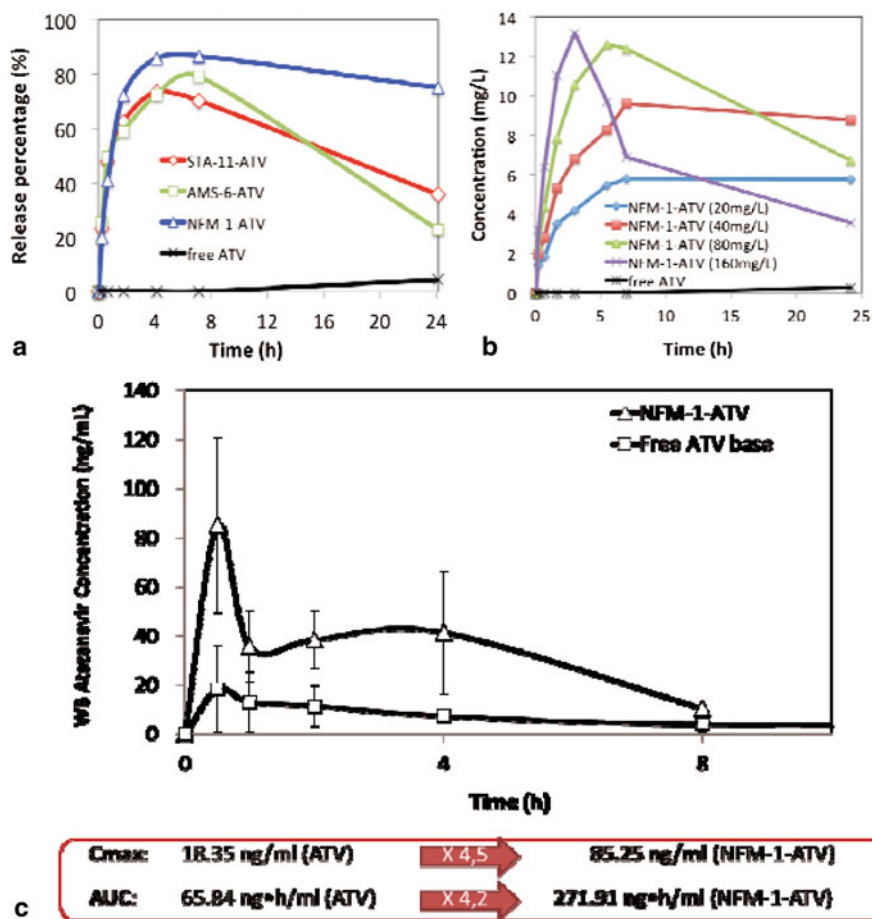 100
80
60
40
20
0
Release percentage (%)
STA-11-ATV
AMS-6-ATV
NFM-1-ATV
free ATV
0 4 8 12 16 20 24
Time (h)
a
14
12
10
8
6
4
2
0
Concentration (mg/L)
NFM-1-ATV (20mg/L)
NFM-1-ATV (40mg/L)
NFM-1-ATV (80mg/L)
NFM-1-ATV (160mg/L)
free ATV
0 5 10 15 20 25
Time (h)
b
140
120
100
80
60
40
20
0
WB Atazanavir Concentration (ng/mL)
NFM-1-ATV
Free ATV base
0 4 8
Time (h)
Cmax: 18.35 ng/ml (ATV) X 4,5 85.25 ng/ml (NFM-1-ATV)
AUC: 65.84 ng•h/ml (ATV) X 4,2 271.91 ng•h/ml (NFM-1-ATV)
c